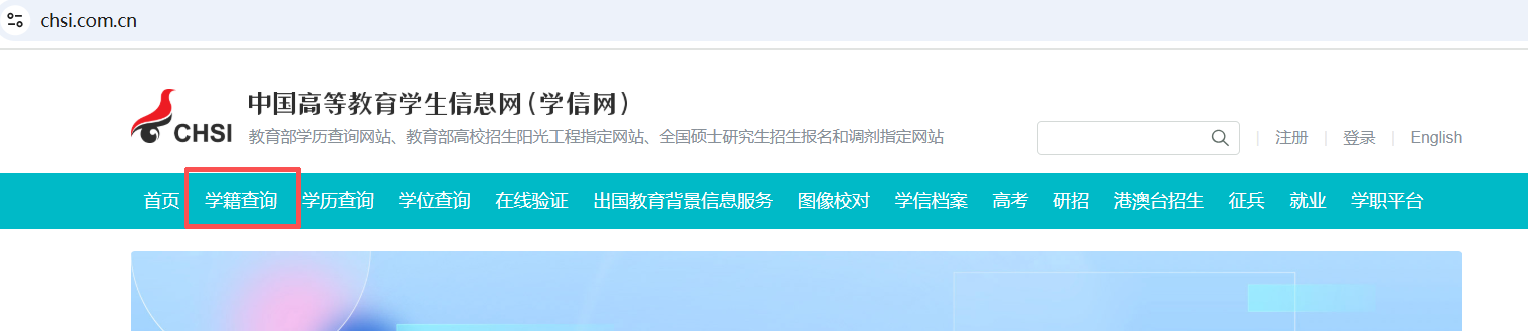 chsi.com.cn
中国高等教育学生信息网（学信网）
CHSI
教育部学历查询网站、教育部高校招生阳光工程指定网站、全国硕士研究生招生报名和调剂指定网站
注册 登录 English
首页 学籍查询 学历查询 学位查询 在线验证 出国教育背景信息服务 图像校对 学信档案 高考 研招 港澳台招生 征兵 就业 学职平台